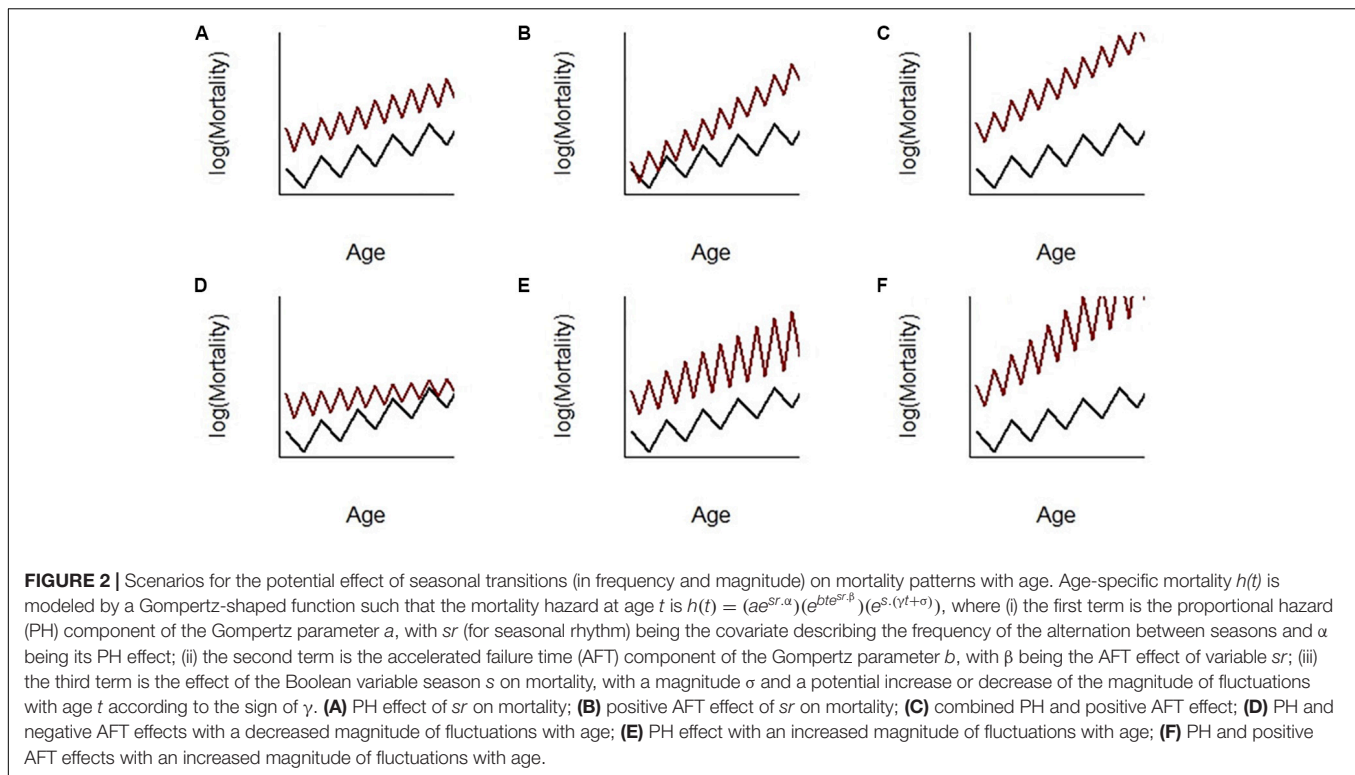 A
B
C
log(Mortality)
log(Mortality)
log(Mortality)
Age
Age
Age
D
E
F
log(Mortality)
log(Mortality)
log(Mortality)
Age
Age
Age
FIGURE 2 | Scenarios for the potential effect of seasonal transitions (in frequency and magnitude) on mortality patterns with age. Age-specific mortality h(t) is
modeled by a Gompertz-shaped function such that the mortality hazard at age t is h(t) = (ae^{sr.α})(e^{bte^{sr.β}})(e^{s.(γt+σ)}), where (i) the first term is the proportional hazard
(PH) component of the Gompertz parameter a, with sr (for seasonal rhythm) being the covariate describing the frequency of the alternation between seasons and α
being its PH effect; (ii) the second term is the accelerated failure time (AFT) component of the Gompertz parameter b, with β being the AFT effect of variable sr; (iii)
the third term is the effect of the Boolean variable season s on mortality, with a magnitude σ and a potential increase or decrease of the magnitude of fluctuations
with age t according to the sign of γ. (A) PH effect of sr on mortality; (B) positive AFT effect of sr on mortality; (C) combined PH and positive AFT effect; (D) PH and
negative AFT effects with a decreased magnitude of fluctuations with age; (E) PH effect with an increased magnitude of fluctuations with age; (F) PH and positive
AFT effects with an increased magnitude of fluctuations with age.